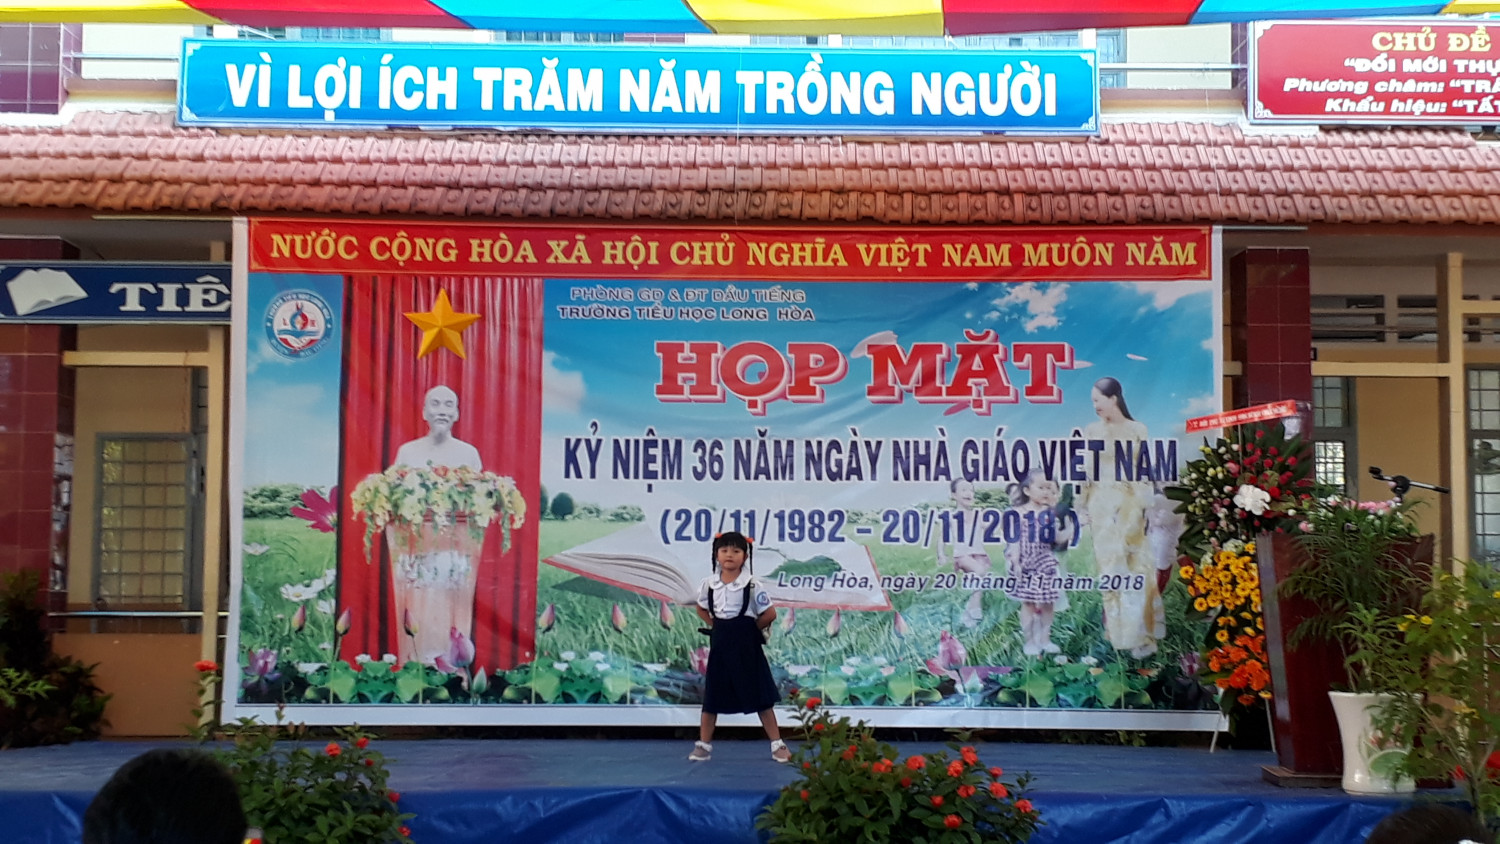 VÌ LỢI ÍCH TRĂM NĂM TRỒNG NGƯỜI
CHỦ ĐỀ
"ĐỔI MỚI
Phương châm:
Khẩu hiệu:
NƯỚC CỘNG HÒA XÃ HỘI CHỦ NGHĨA VIỆT NAM MUÔN NĂM
TIÊ
PHÒNG GD & ĐT DẦU TIẾNG
TRƯỜNG TIỂU HỌC LONG HÒA
HỌP MẶT
KỶ NIỆM 36 NĂM NGÀY NHÀ GIÁO VIỆT NAM
(20/11/1982 – 20/11/2018)
Long Hòa, ngày 20 tháng 11 năm 2018